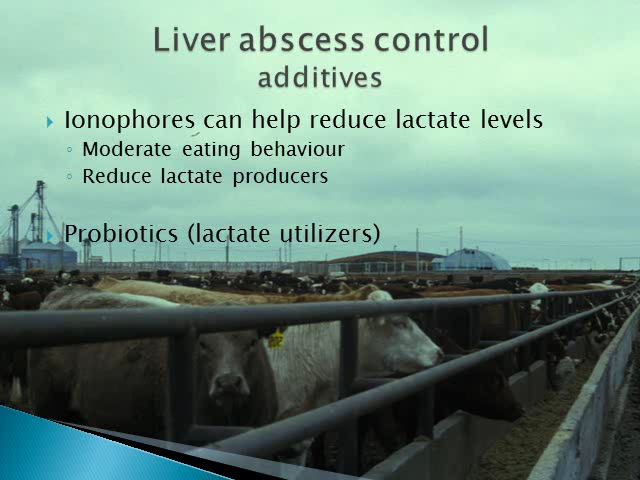 Liver abscess control
additives
Ionophores can help reduce lactate levels
Moderate eating behaviour
Reduce lactate producers
Probiotics (lactate utilizers)